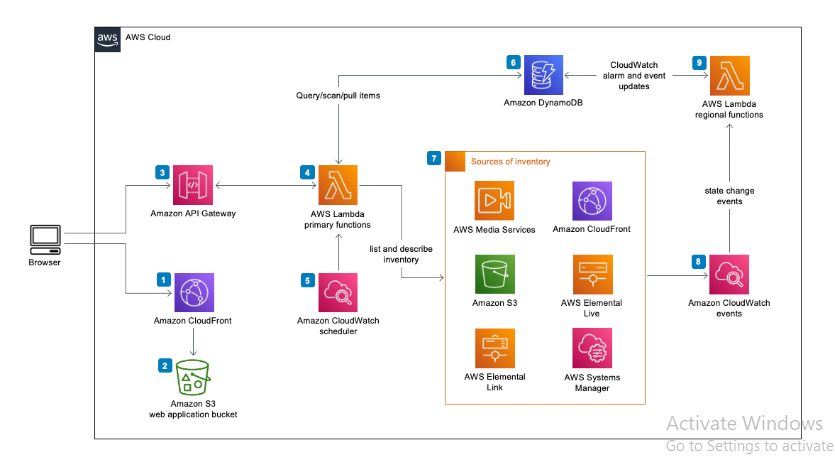 aws
AWS Cloud
6
Amazon DynamoDB
CloudWatch
alarm and event
updates
9
AWS Lambda
regional functions
Query/scan/pull items
3
Amazon API Gateway
4
AWS Lambda
primary functions
7
Sources of inventory
AWS Media Services
Amazon CloudFront
Amazon S3
AWS Elemental
Live
AWS Elemental
Link
AWS Systems
Manager
state change
events
Browser
list and describe
inventory
1
Amazon CloudFront
5
Amazon CloudWatch
scheduler
8
Amazon CloudWatch
events
2
Amazon S3
web application bucket
Activate Windows
Go to Settings to activate